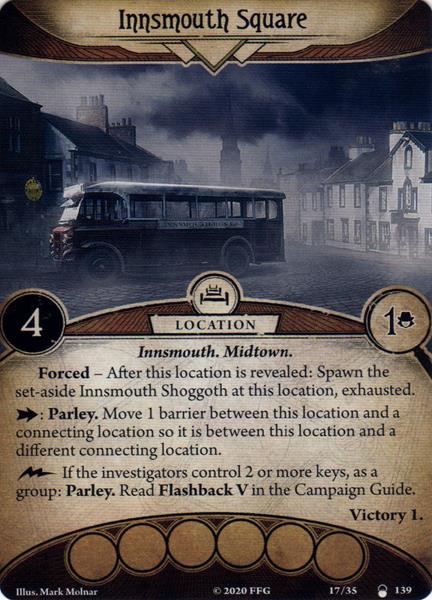 Innsmouth Square
INNSMOUTH BUS Co.
4
1
LOCATION
Innsmouth. Midtown.
Forced – After this location is revealed: Spawn the
set-aside Innsmouth Shoggoth at this location, exhausted.
: Parley. Move 1 barrier between this location and a
connecting location so it is between this location and a
different connecting location.
If the investigators control 2 or more keys, as a
group: Parley. Read Flashback V in the Campaign Guide.
Victory 1.
Illus. Mark Molnar
© 2020 FFG
17/35
139